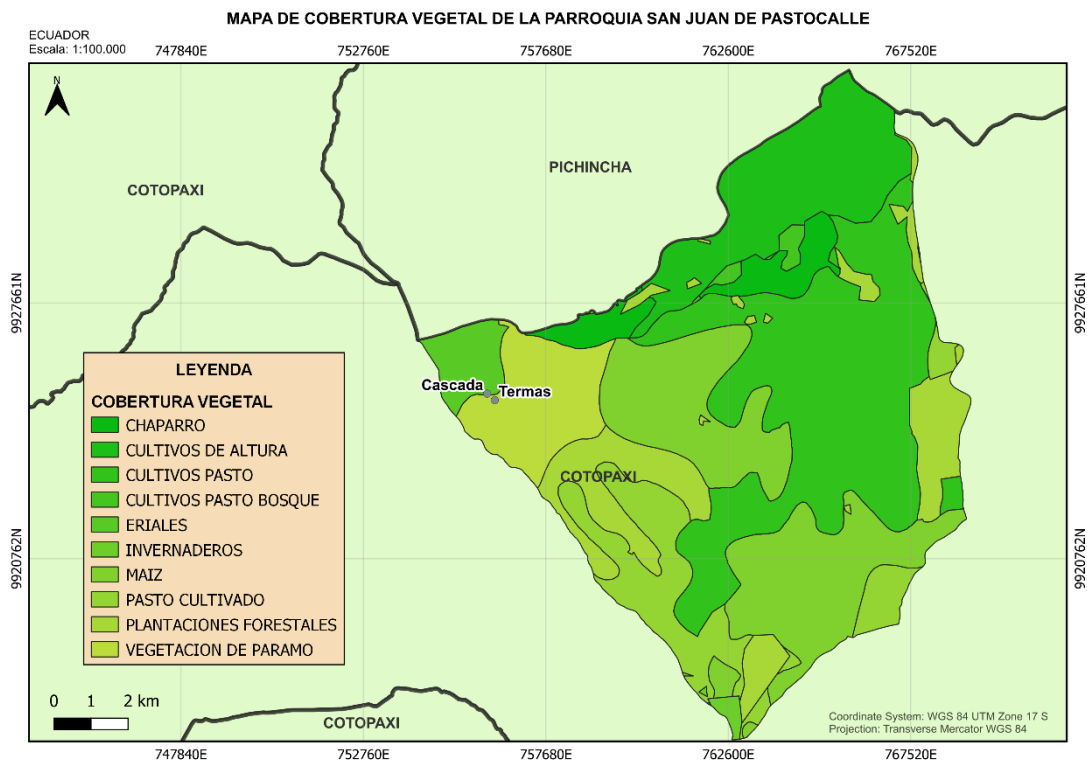 MAPA DE COBERTURA VEGETAL DE LA PARROQUIA SAN JUAN DE PASTOCALLE
ECUADOR
Escala: 1:100.000
747840E
752760E
757680E
762600E
767520E
N
PICHINCHA
COTOPAXI
9927661N
9927661N
Cascada
Termas
COTOPAXI
LEYENDA
COBERTURA VEGETAL
CHAPARRO
CULTIVOS DE ALTURA
CULTIVOS PASTO
CULTIVOS PASTO BOSQUE
ERIALES
INVERNADEROS
MAIZ
PASTO CULTIVADO
PLANTACIONES FORESTALES
VEGETACION DE PARAMO
9920762N
9920762N
0 1 2 km
COTOPAXI
Coordinate System: WGS 84 UTM Zone 17 S
Projection: Transverse Mercator WGS 84
747840E
752760E
757680E
762600E
767520E